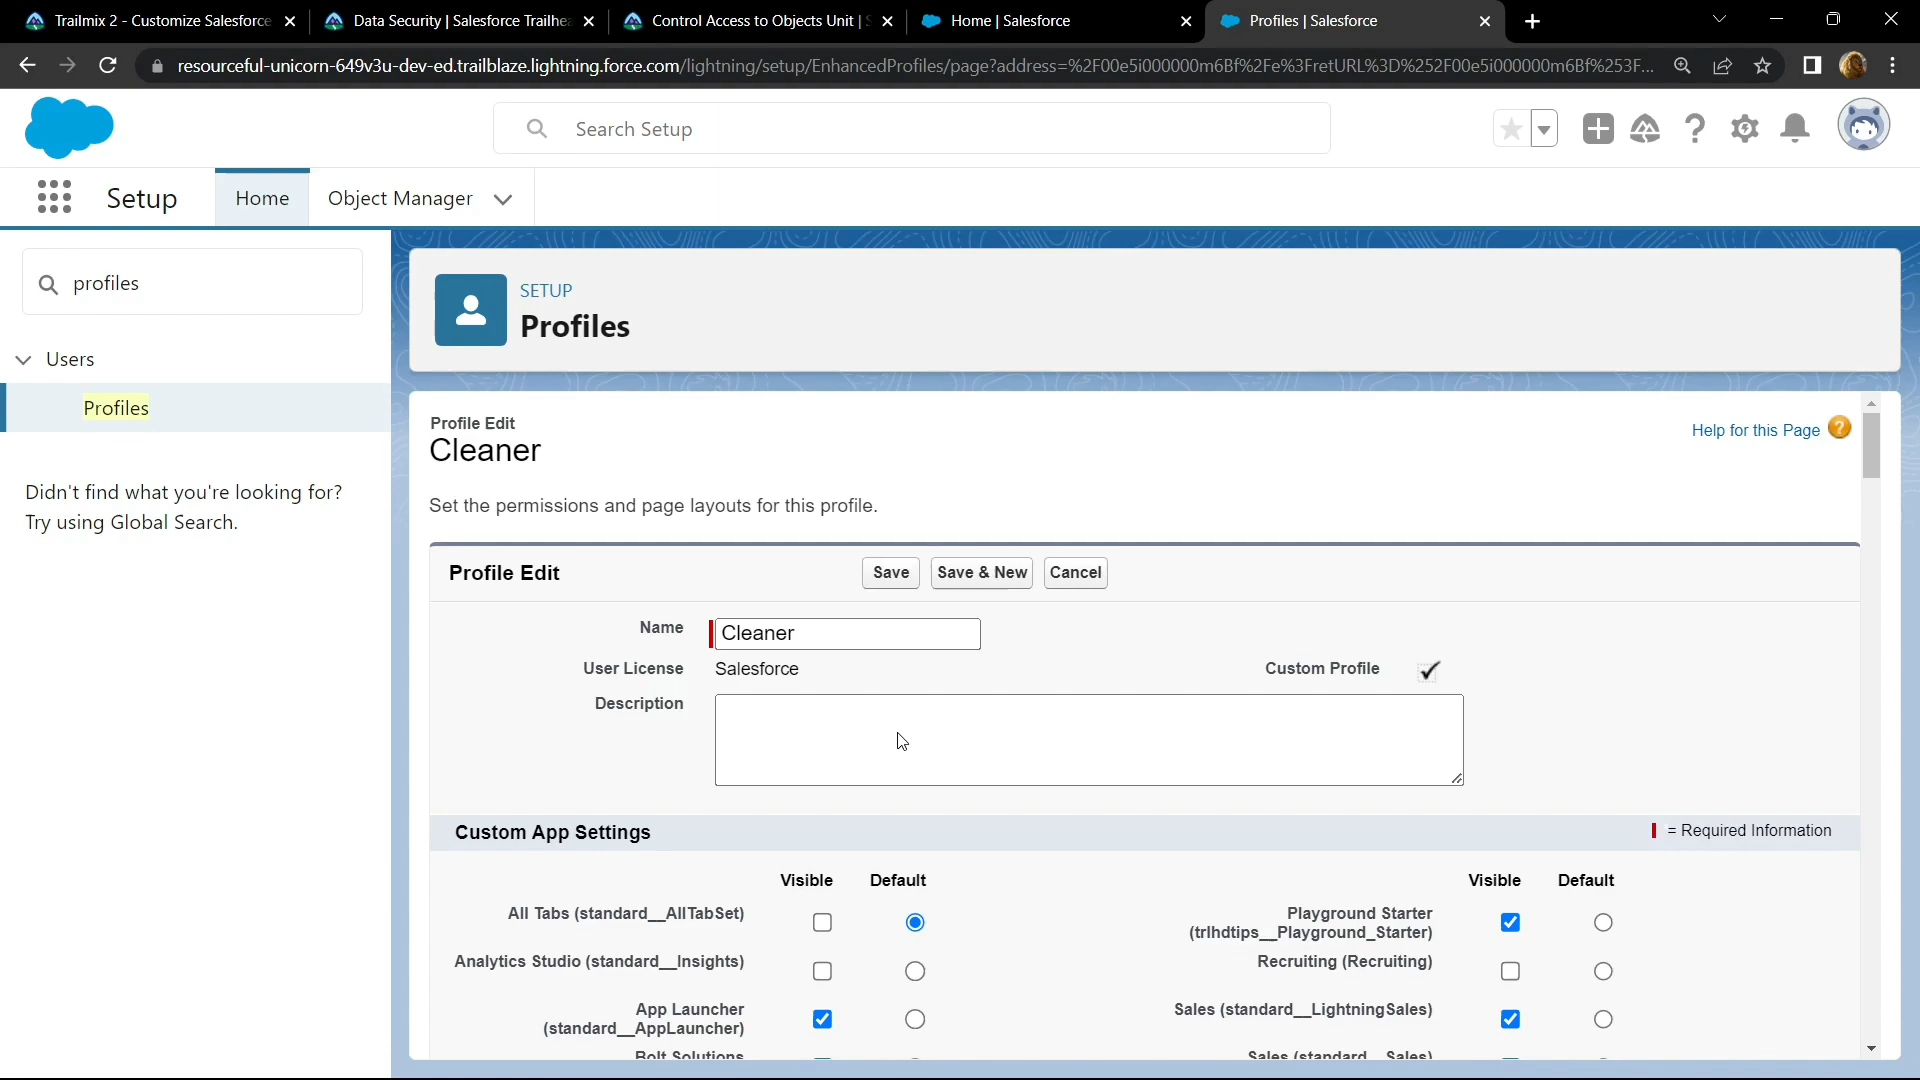 Trailmix 2 - Customize Salesforce
Data Security | Salesforce Trailhea
Control Access to Objects Unit | S
Home | Salesforce
Profiles | Salesforce
resourceful-unicorn-649v3u-dev-ed.trailblaze.lightning.force.com/lightning/setup/EnhancedProfiles/page?address=%2F00e5i000000m6Bf%2Fe%3FretURL%3D%252F00e5i000000m6Bf%253F...
Search Setup
Setup
Home
Object Manager
profiles
Users
Profiles
Didn't find what you're looking for?
Try using Global Search.
SETUP
Profiles
Profile Edit
Cleaner
Help for this Page
Set the permissions and page layouts for this profile.
Profile Edit
Save
Save & New
Cancel
Name
Cleaner
User License
Salesforce
Custom Profile
Description
Custom App Settings
= Required Information
Visible
Default
Visible
Default
All Tabs (standard__AllTabSet)
Playground Starter
(trlhdtips__Playground_Starter)
Analytics Studio (standard__Insights)
Recruiting (Recruiting)
App Launcher
(standard__AppLauncher)
Sales (standard__LightningSales)
Bolt Solutions
Sales (standard__Sales)